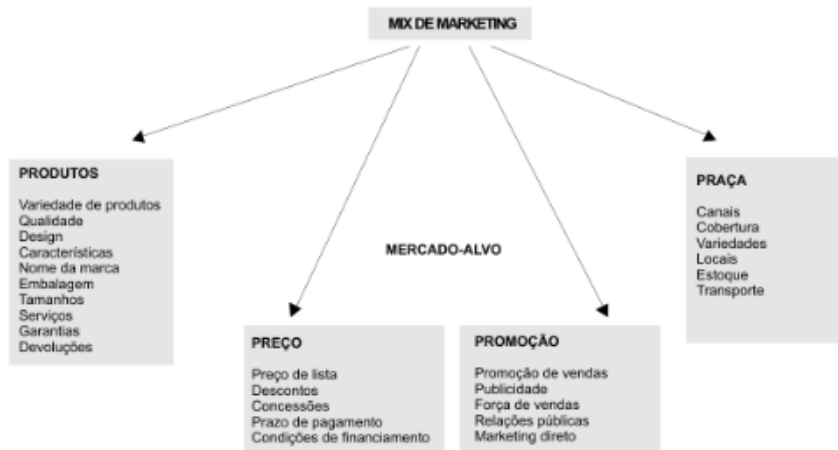 MIX DE MARKETING
PRODUTOS
Variedade de produtos
Qualidade
Design
Características
Nome da marca
Embalagem
Tamanhos
Serviços
Garantias
Devoluções
MERCADO-ALVO
PREÇO
Preço de lista
Descontos
Concessões
Prazo de pagamento
Condições de financiamento
PROMOÇÃO
Promoção de vendas
Publicidade
Força de vendas
Relações públicas
Marketing direto
PRAÇA
Canais
Cobertura
Variedades
Locais
Estoque
Transporte